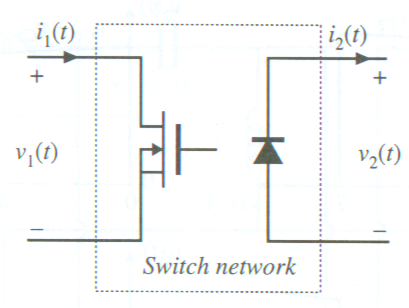 i₁(t)
i₂(t)
+
+
v₁(t)
v₂(t)
−
−
Switch network